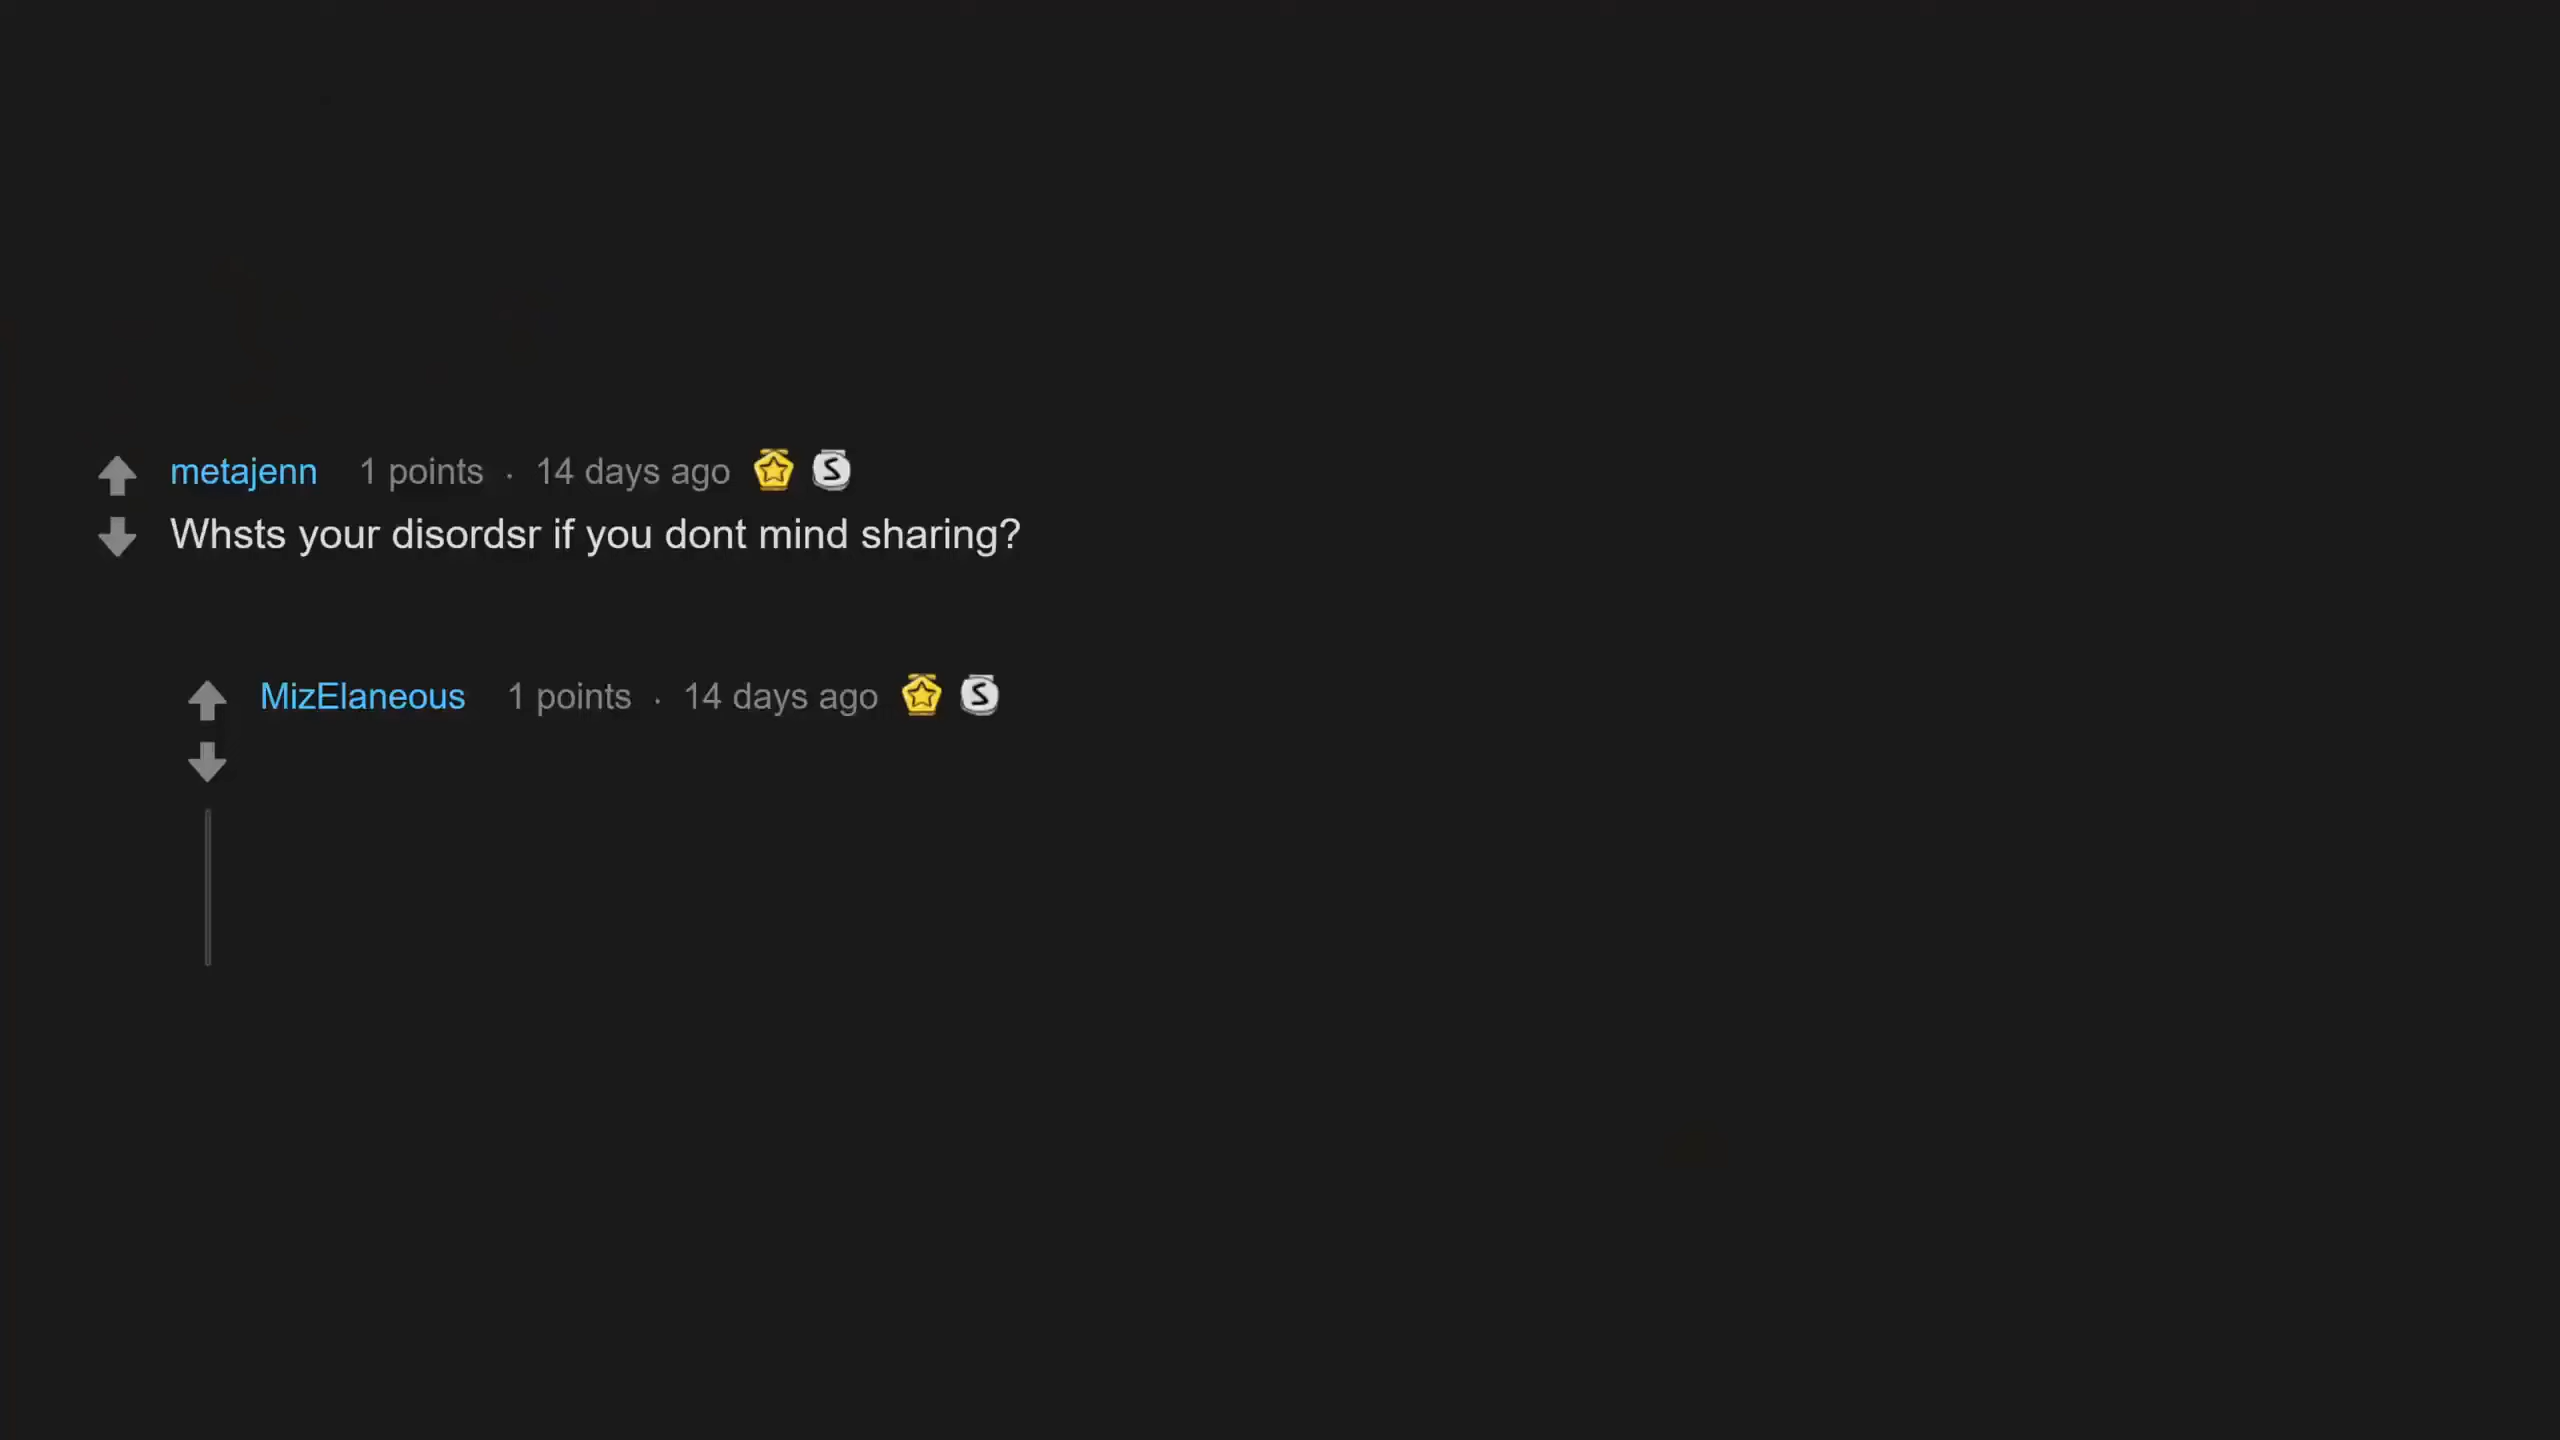 metajenn 1 points · 14 days ago S
Whsts your disordsr if you dont mind sharing?
MizElaneous 1 points · 14 days ago S